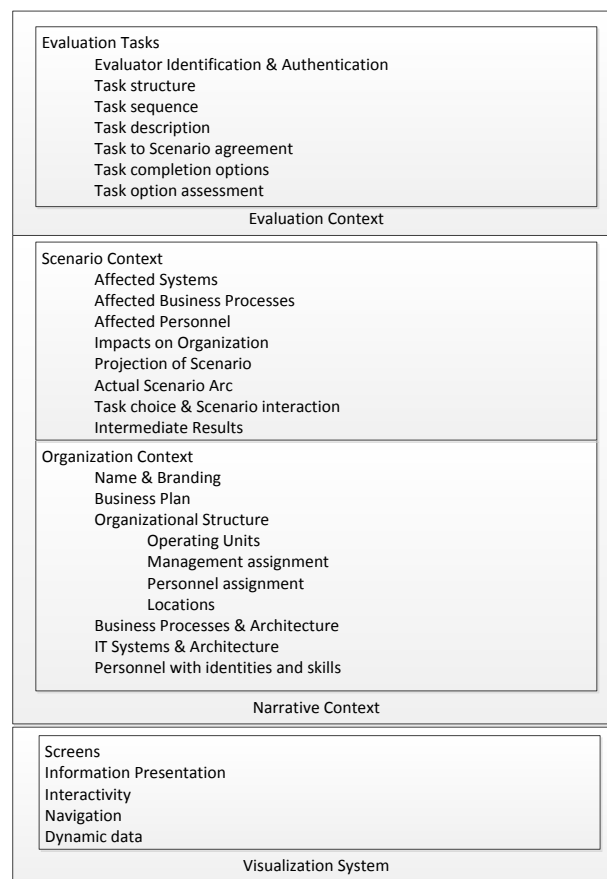 Evaluation Tasks
Evaluator Identification & Authentication
Task structure
Task sequence
Task description
Task to Scenario agreement
Task completion options
Task option assessment
Evaluation Context
Scenario Context
Affected Systems
Affected Business Processes
Affected Personnel
Impacts on Organization
Projection of Scenario
Actual Scenario Arc
Task choice & Scenario interaction
Intermediate Results
Organization Context
Name & Branding
Business Plan
Organizational Structure
Operating Units
Management assignment
Personnel assignment
Locations
Business Processes & Architecture
IT Systems & Architecture
Personnel with identities and skills
Narrative Context
Screens
Information Presentation
Interactivity
Navigation
Dynamic data
Visualization System